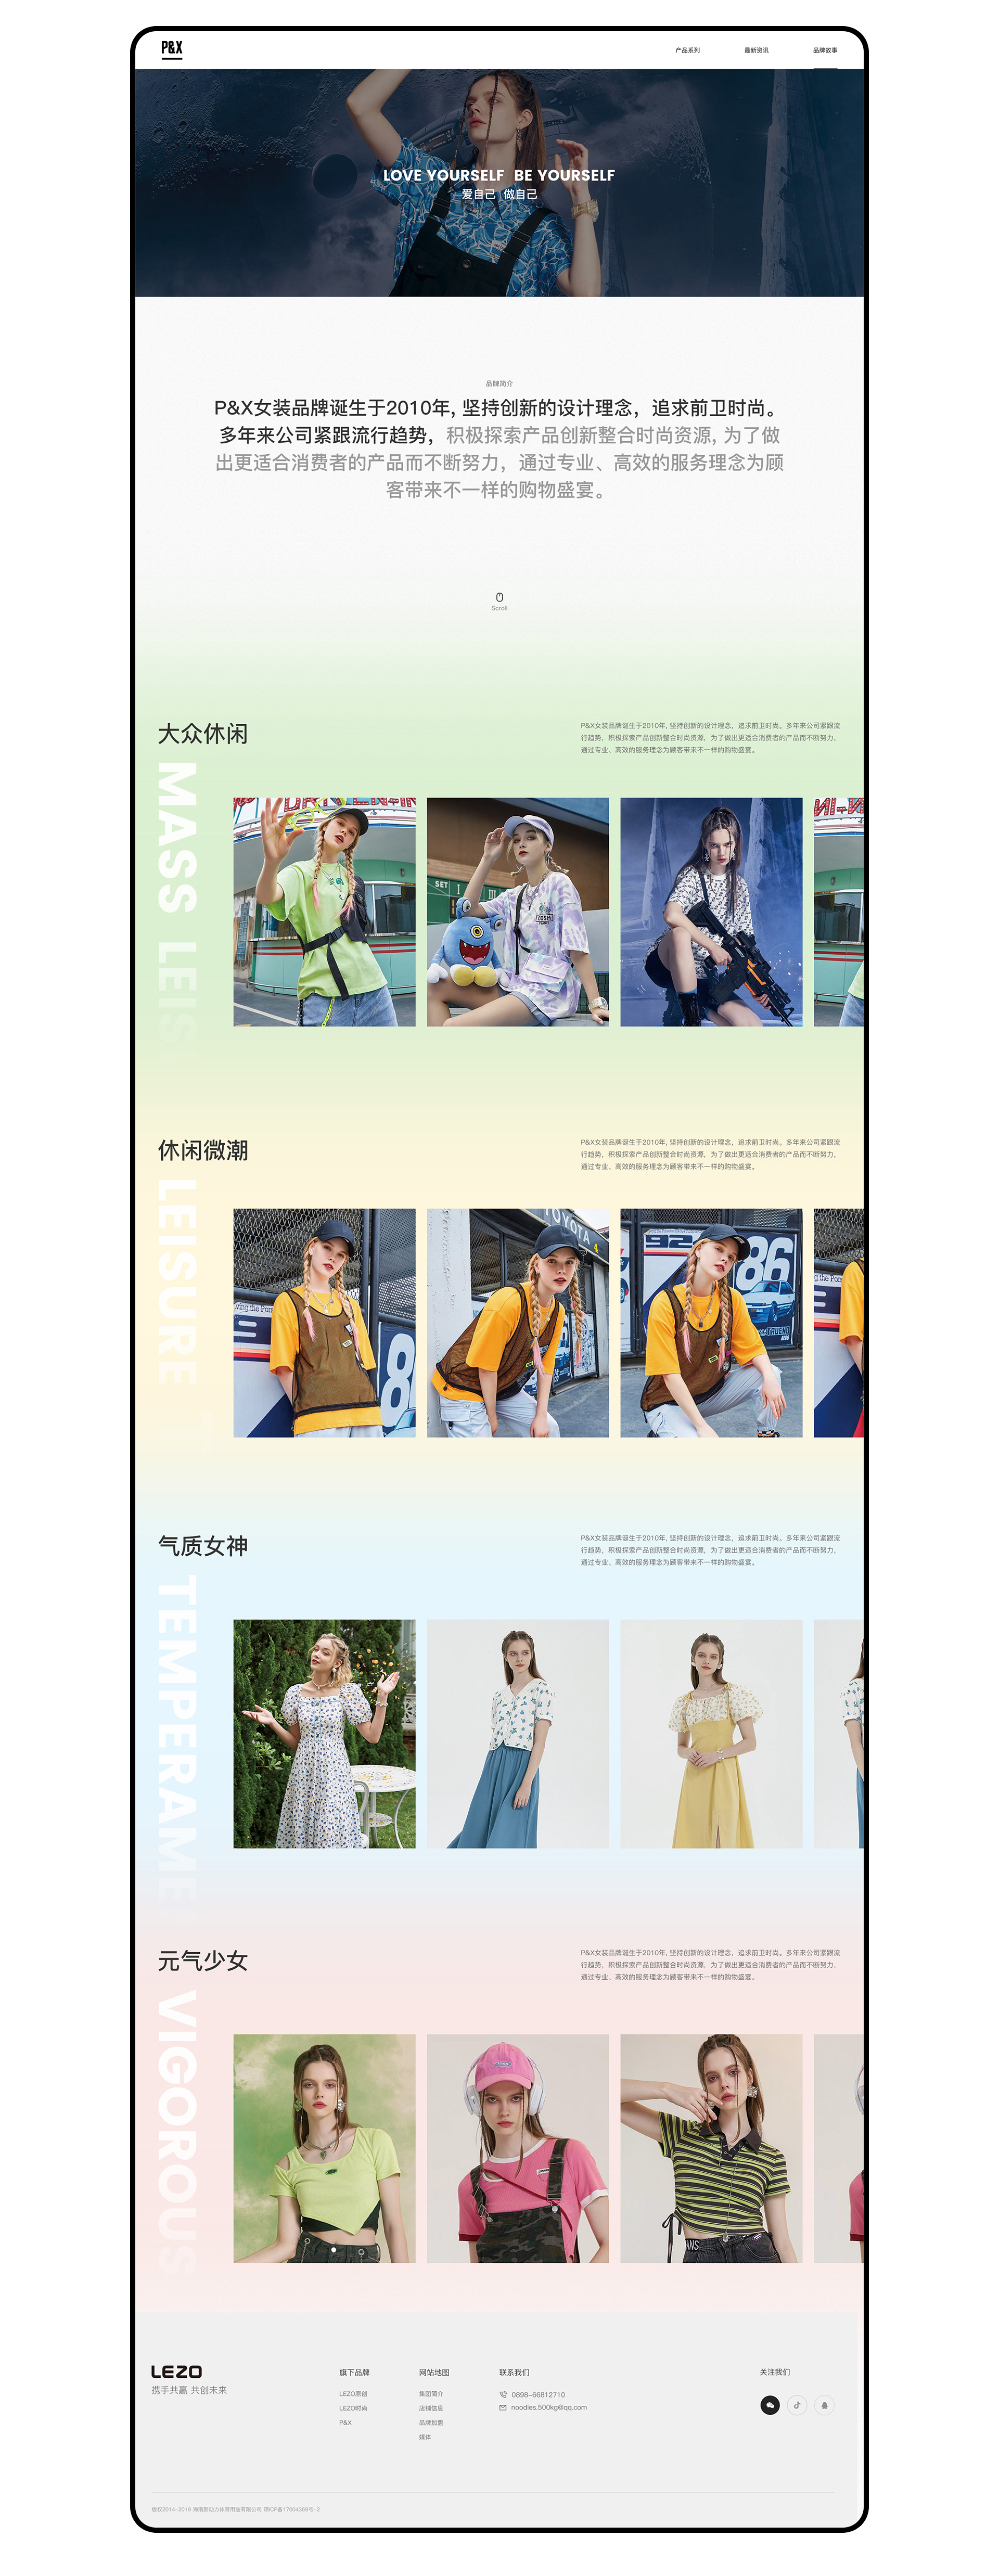 P&X
产品系列
最新资讯
品牌故事
LOVE YOURSELF BE YOURSELF
爱自己 做自己
品牌简介
P&X女装品牌诞生于2010年, 坚持创新的设计理念，追求前卫时尚。
多年来公司紧跟流行趋势，积极探索产品创新整合时尚资源, 为了做
出更适合消费者的产品而不断努力，通过专业、高效的服务理念为顾
客带来不一样的购物盛宴。
Scroll
大众休闲
P&X女装品牌诞生于2010年, 坚持创新的设计理念，追求前卫时尚。多年来公司紧跟流
行趋势，积极探索产品创新整合时尚资源，为了做出更适合消费者的产品而不断努力，
通过专业、高效的服务理念为顾客带来不一样的购物盛宴。
MASS LEIS
SET
休闲微潮
P&X女装品牌诞生于2010年, 坚持创新的设计理念，追求前卫时尚。多年来公司紧跟流
行趋势，积极探索产品创新整合时尚资源，为了做出更适合消费者的产品而不断努力，
通过专业、高效的服务理念为顾客带来不一样的购物盛宴。
LEISURE
8
TOYOTA
92
86
气质女神
P&X女装品牌诞生于2010年, 坚持创新的设计理念，追求前卫时尚。多年来公司紧跟流
行趋势，积极探索产品创新整合时尚资源，为了做出更适合消费者的产品而不断努力，
通过专业、高效的服务理念为顾客带来不一样的购物盛宴。
TEMPERAME
元气少女
P&X女装品牌诞生于2010年, 坚持创新的设计理念，追求前卫时尚。多年来公司紧跟流
行趋势，积极探索产品创新整合时尚资源，为了做出更适合消费者的产品而不断努力，
通过专业、高效的服务理念为顾客带来不一样的购物盛宴。
VIGOROUS
LEZO
携手共赢 共创未来
旗下品牌
LEZO原创
LEZO时尚
P&X
网站地图
集团简介
店铺信息
品牌加盟
媒体
联系我们
0898-66812710
noodles.500kg@qq.com
关注我们